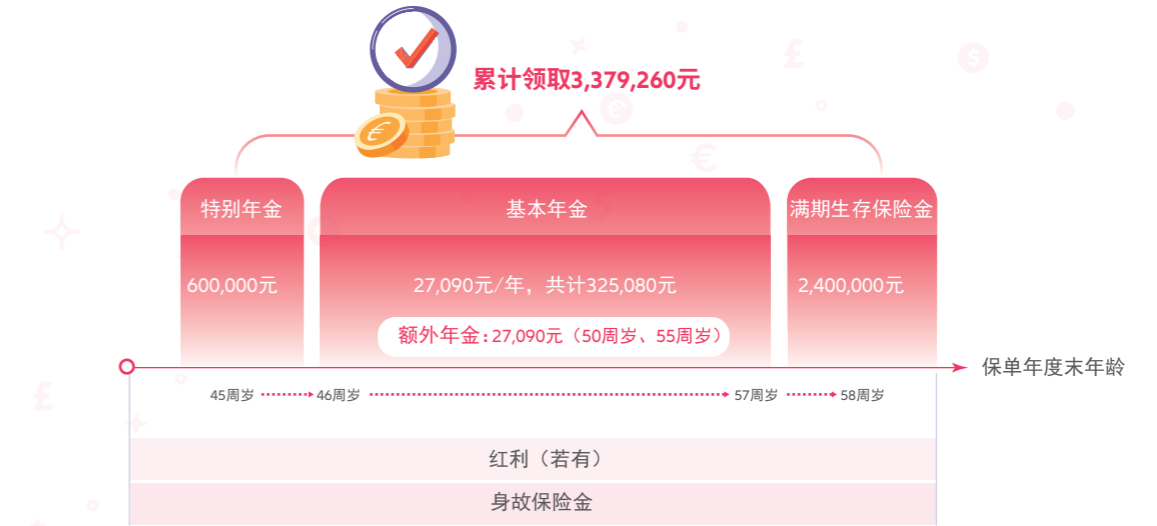 累计领取3,379,260元
特别年金
基本年金
满期生存保险金
600,000元
27,090元/年，共计325,080元
2,400,000元
额外年金：27,090元（50周岁、55周岁）
保单年度末年龄
45周岁
46周岁
57周岁
58周岁
红利（若有）
身故保险金